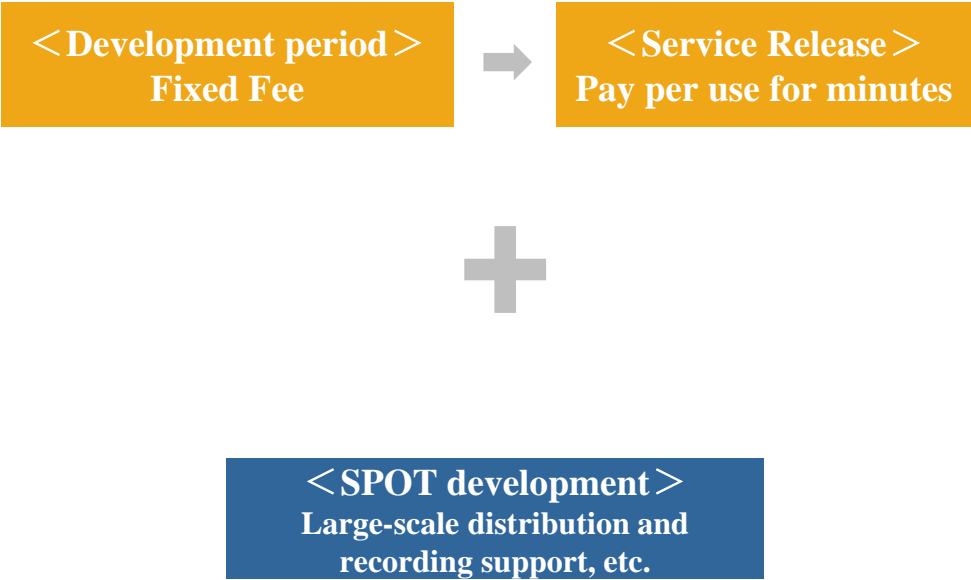 ＜Development period＞
Fixed Fee
＜Service Release＞
Pay per use for minutes
＜SPOT development＞
Large-scale distribution and
recording support, etc.